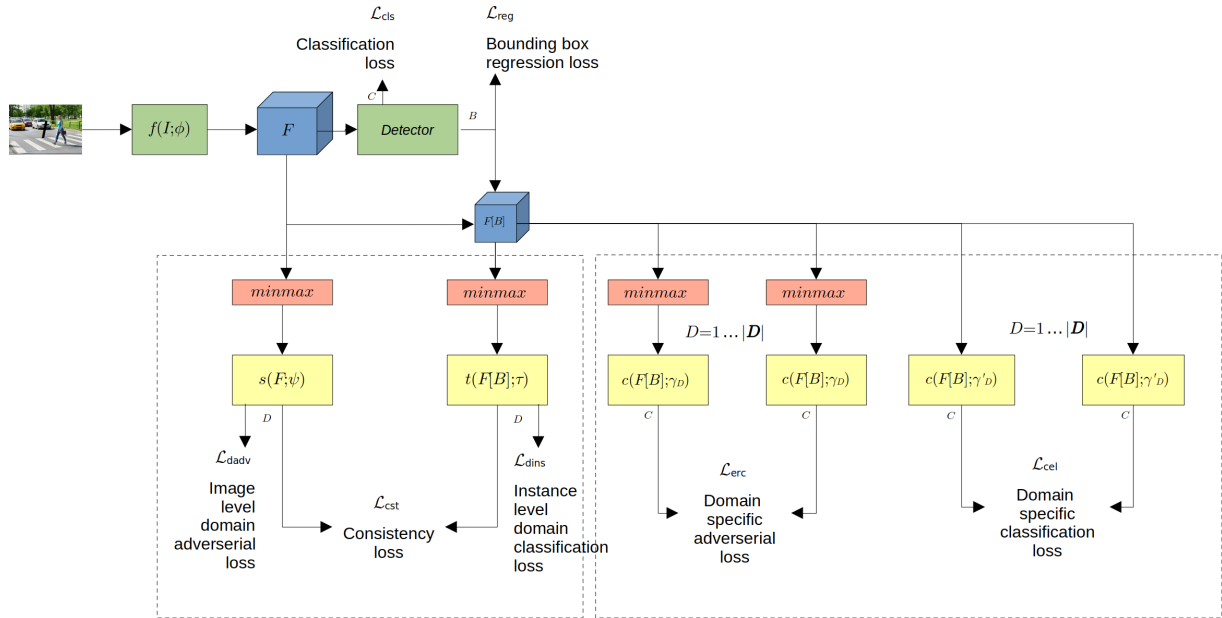 ℒcls
Classification
loss
ℒreg
Bounding box
regression loss
f(I;ϕ)
F
C
Detector
B
F[B]
minmax
minmax
minmax
minmax
D=1…|D|
D=1…|D|
s(F;ψ)
t(F[B];τ)
c(F[B];γD)
c(F[B];γD)
c(F[B];γ'D)
c(F[B];γ'D)
D
D
C
C
C
C
ℒdadv
Image
level
domain
adverserial
loss
ℒcst
Consistency
loss
ℒdins
Instance
level
domain
classification
loss
ℒerc
Domain
specific
adverserial
loss
ℒcel
Domain
specific
classification
loss